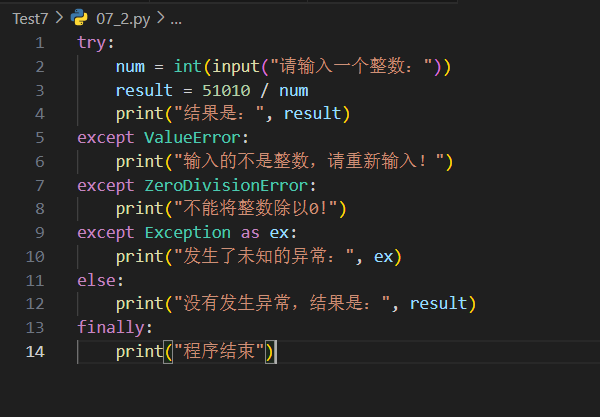 Test7 > 07_2.py > ...
1 try:
2     num = int(input("请输入一个整数："))
3     result = 51010 / num
4     print("结果是：", result)
5 except ValueError:
6     print("输入的不是整数，请重新输入！")
7 except ZeroDivisionError:
8     print("不能将整数除以0!")
9 except Exception as ex:
10     print("发生了未知的异常：", ex)
11 else:
12     print("没有发生异常，结果是：", result)
13 finally:
14     print("程序结束")